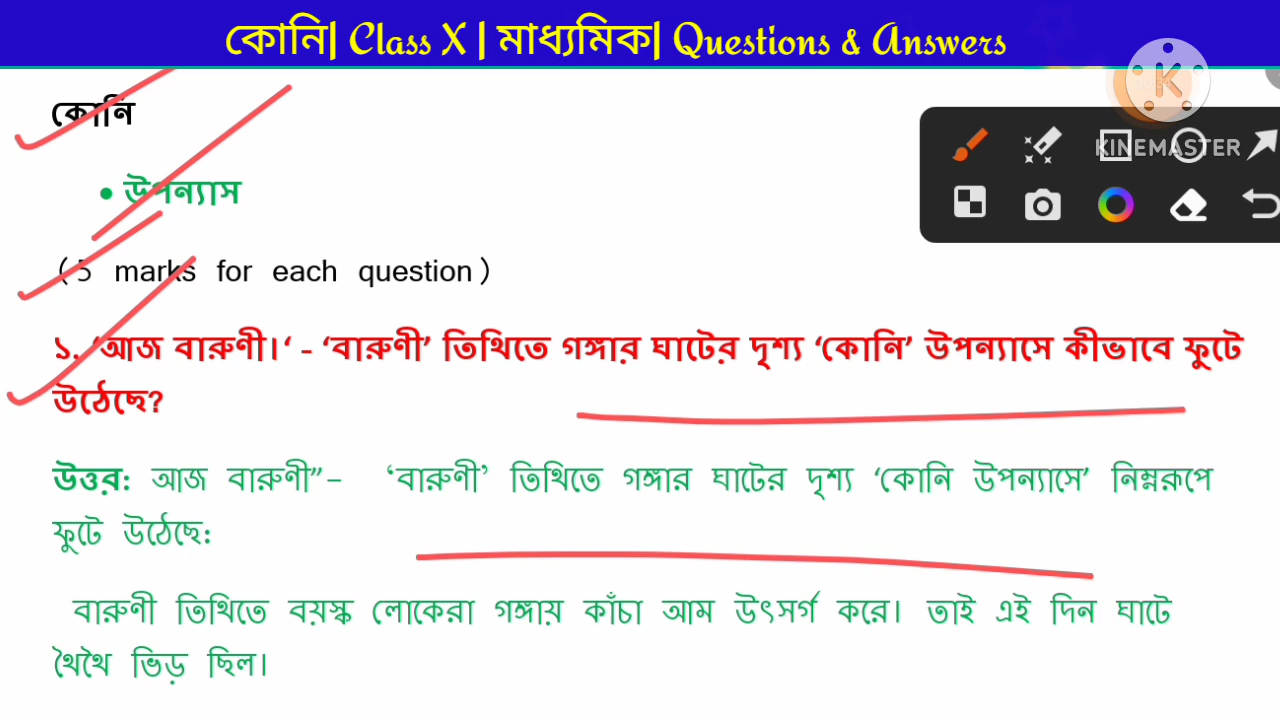 কোনি| Class X | মাধ্যমিক| Questions & Answers
KINEMASTER
কোনি
• উপন্যাস
(5 marks for each question)
১. ‘আজ বারুণী।‘ - ‘বারুণী’ তিথিতে গঙ্গার ঘাটের দৃশ্য ‘কোনি’ উপন্যাসে কীভাবে ফুটে
উঠেছে?
উত্তর: আজ বারুণী”– ‘বারুণী’ তিথিতে গঙ্গার ঘাটের দৃশ্য ‘কোনি উপন্যাসে’ নিম্নরূপে
ফুটে উঠেছে:
বারুণী তিথিতে বয়স্ক লোকেরা গঙ্গায় কাঁচা আম উৎসর্গ করে। তাই এই দিন ঘাটে
থৈথৈ ভিড় ছিল।